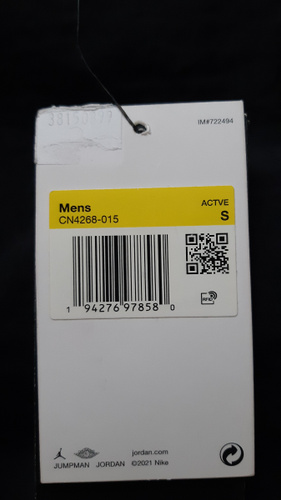 IM#722494
Mens
ACTVE
CN4268-015
S
RFID
1 94276 97858 0
jordan.com
JUMPMAN JORDAN ©2021 Nike